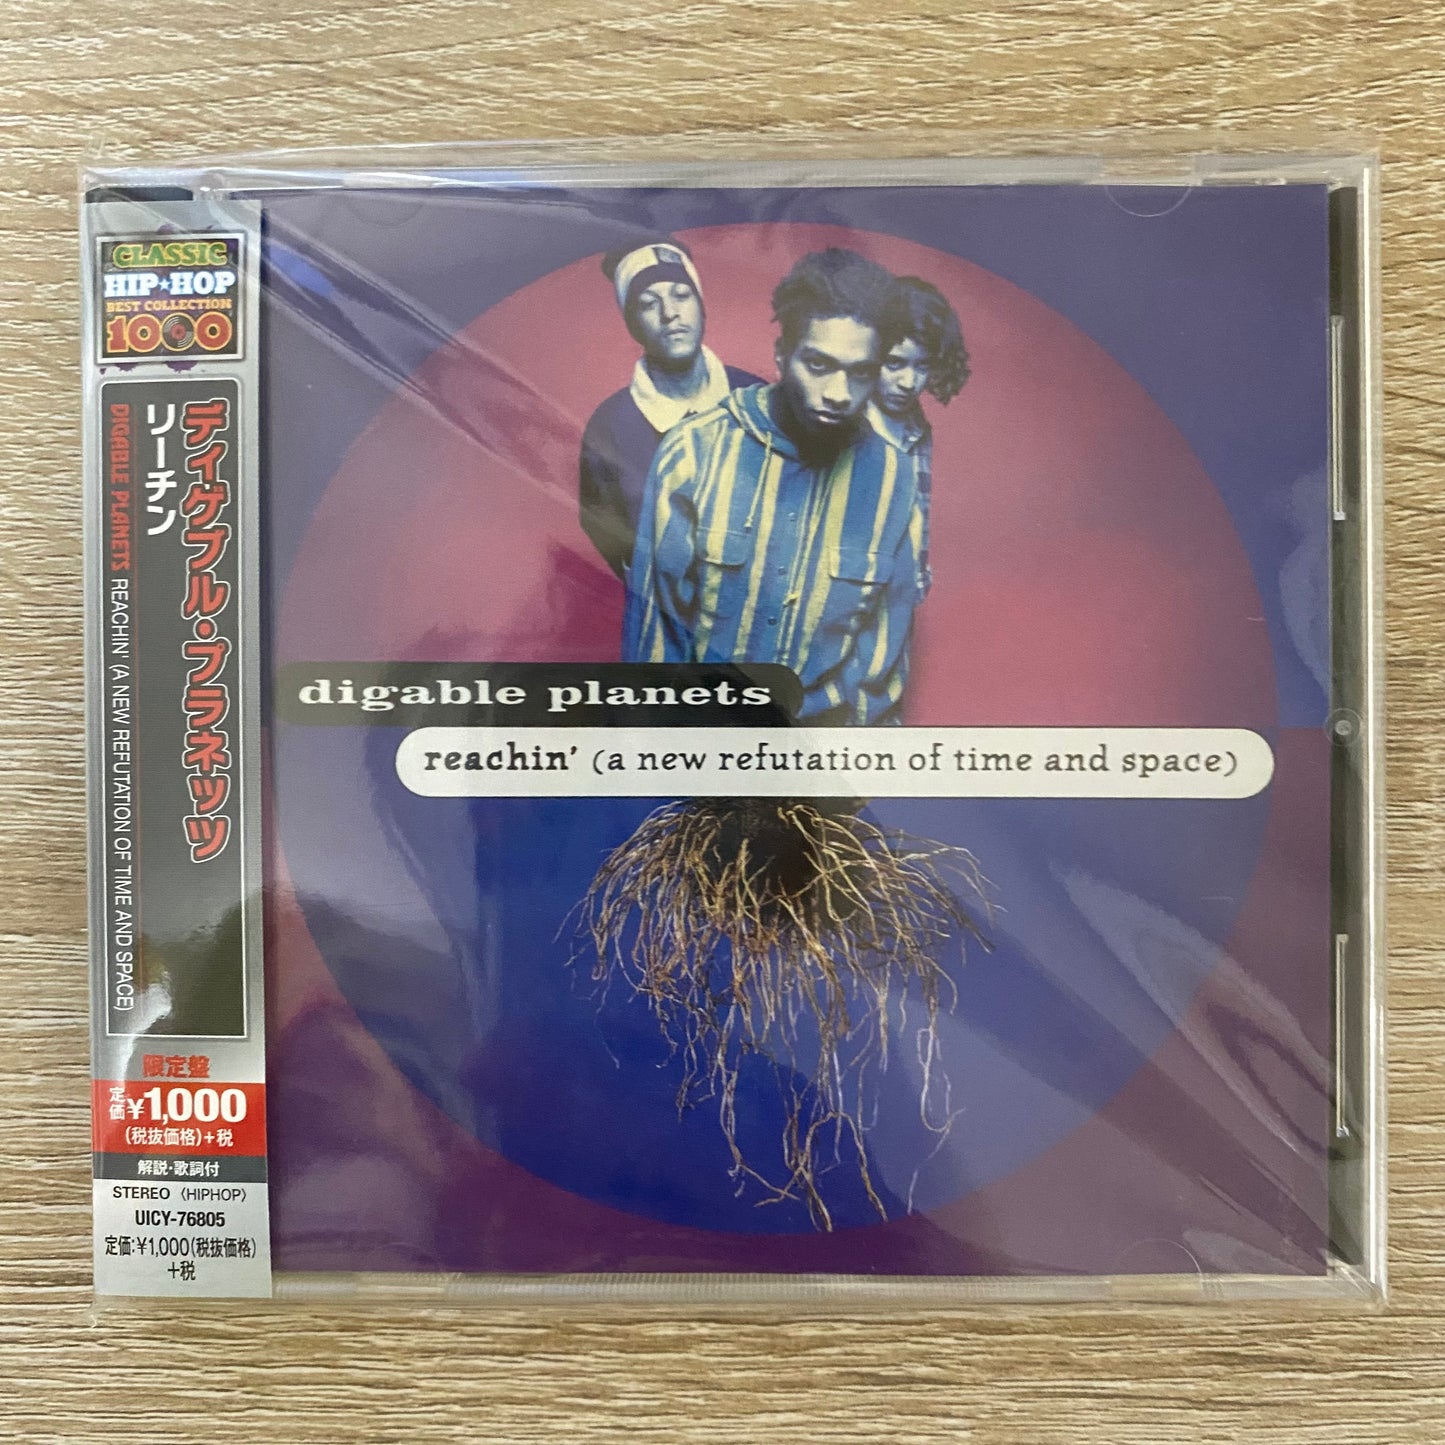 CLASSIC
HIP★HOP
BEST COLLECTION
1000
ディゲブル・プラネッツ
リーチン
DIGABLE PLANETS REACHIN' (A NEW REFUTATION OF TIME AND SPACE)
限定盤
定価¥1,000
(税抜価格)+税
解説・歌詞付
STEREO 〈HIPHOP〉
UICY-76805
定価:¥1,000(税抜価格)
+税
digable planets
reachin' (a new refutation of time and space)